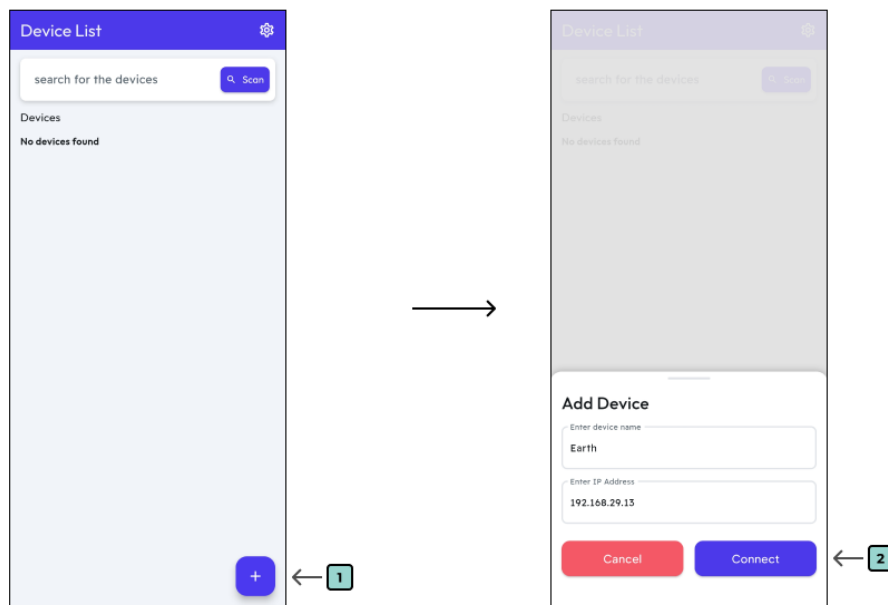 Device List
search for the devices
Scan
Devices
No devices found
+
1
Device List
search for the devices
Scan
Devices
No devices found
Add Device
Enter device name
Earth
Enter IP Address
192.168.29.13
Cancel
Connect
2